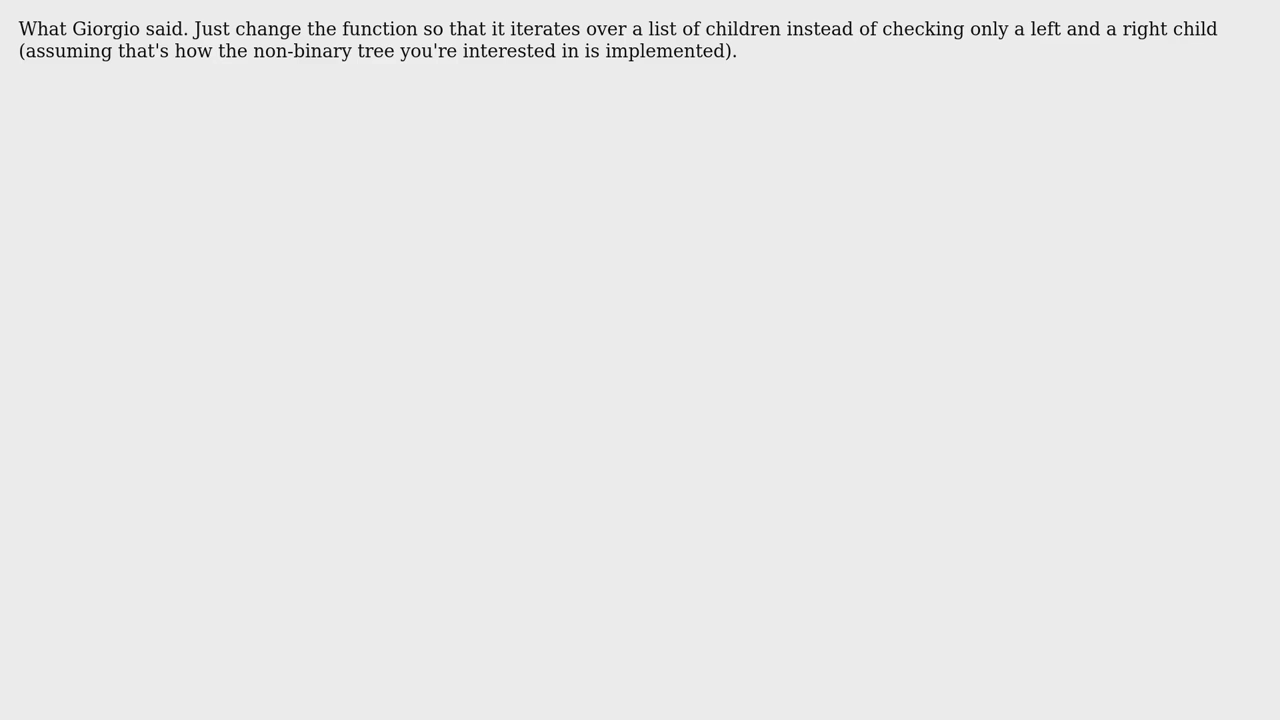 What Giorgio said. Just change the function so that it iterates over a list of children instead of checking only a left and a right child
(assuming that's how the non-binary tree you're interested in is implemented).